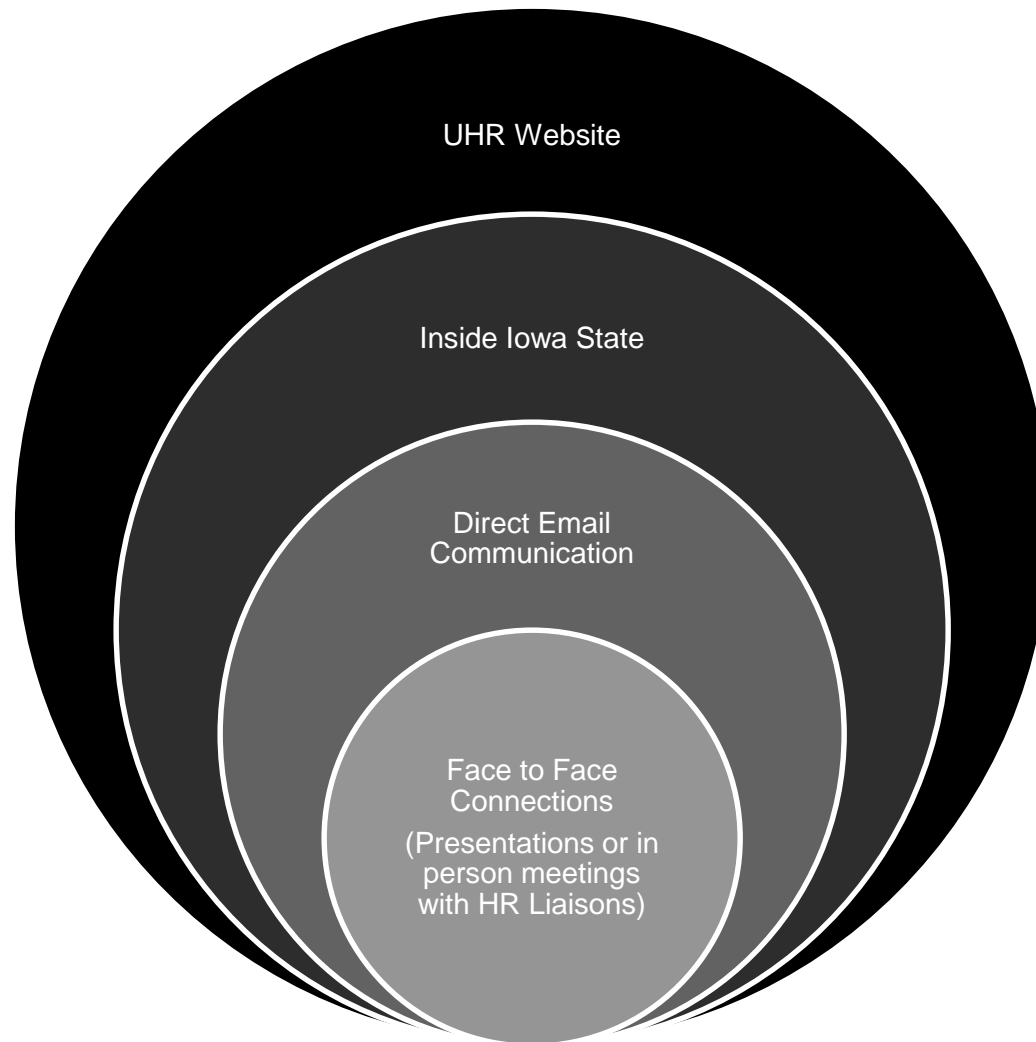 UHR Website
Inside Iowa State
Direct Email
Communication
Face to Face
Connections
(Presentations or in
person meetings
with HR Liaisons)